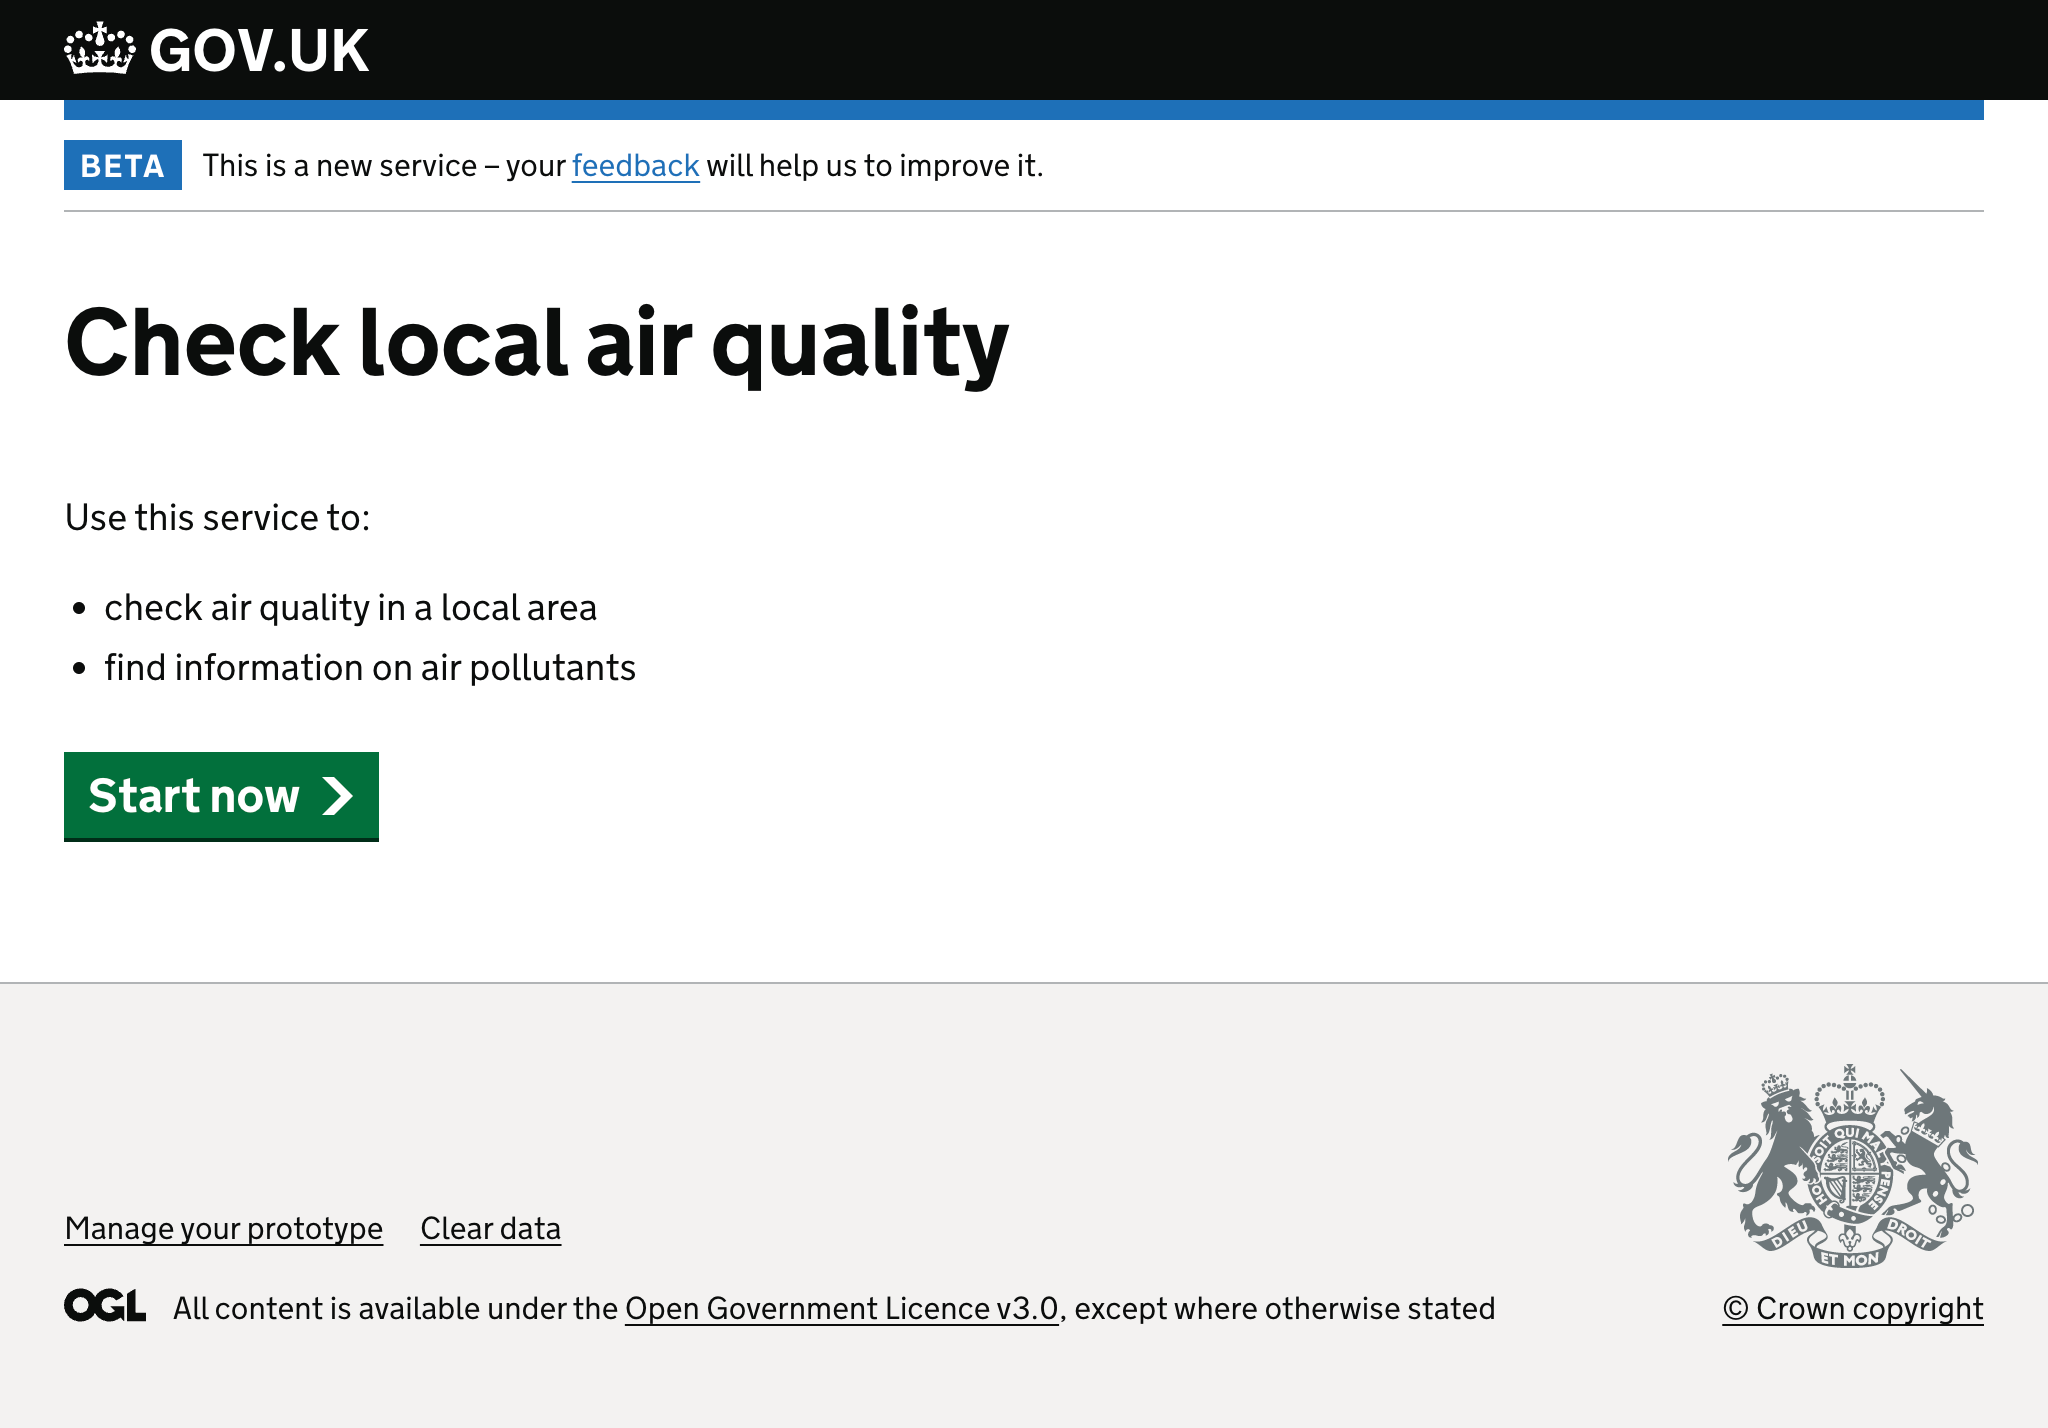 GOV.UK
BETA This is a new service – your feedback will help us to improve it.
Check local air quality
Use this service to:
• check air quality in a local area
• find information on air pollutants
Start now
Manage your prototype Clear data
SOIT QUI MAL Y PENSE
HO
DIEU ET MON DROIT
OGL All content is available under the Open Government Licence v3.0, except where otherwise stated
© Crown copyright